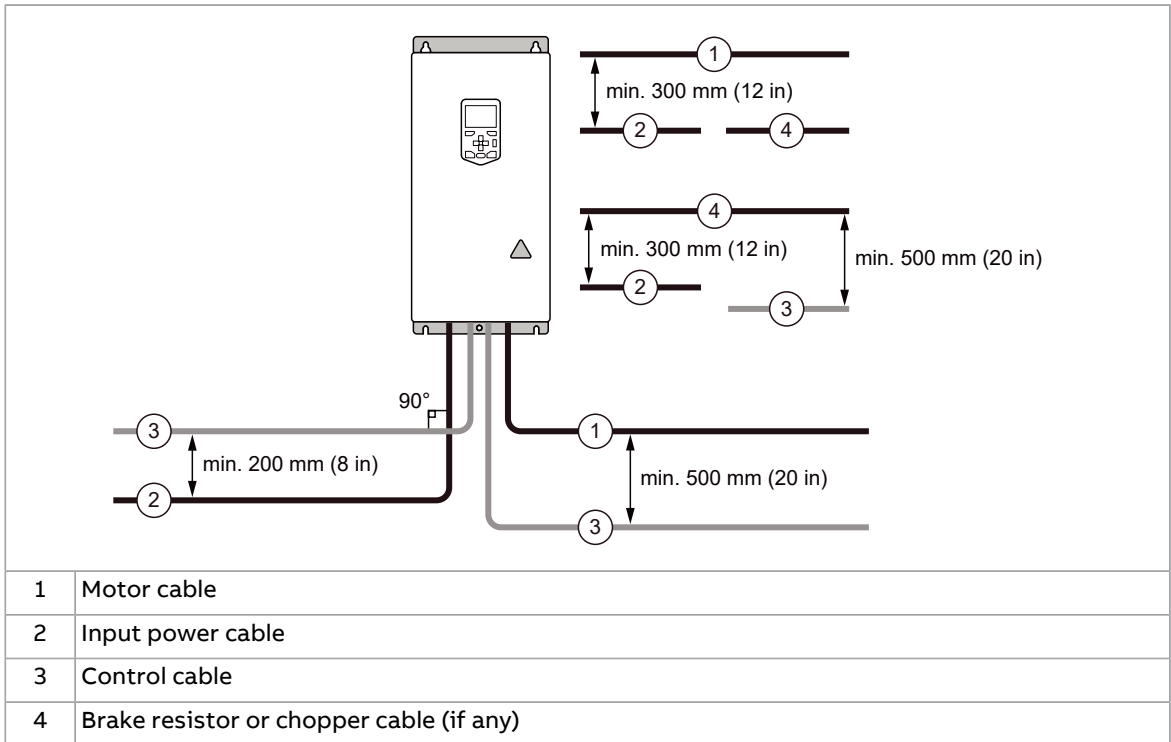 1
min. 300 mm (12 in)
2
4
4
min. 300 mm (12 in)
min. 500 mm (20 in)
2
3
90°
3
1
min. 200 mm (8 in)
min. 500 mm (20 in)
2
3
1 Motor cable
2 Input power cable
3 Control cable
4 Brake resistor or chopper cable (if any)